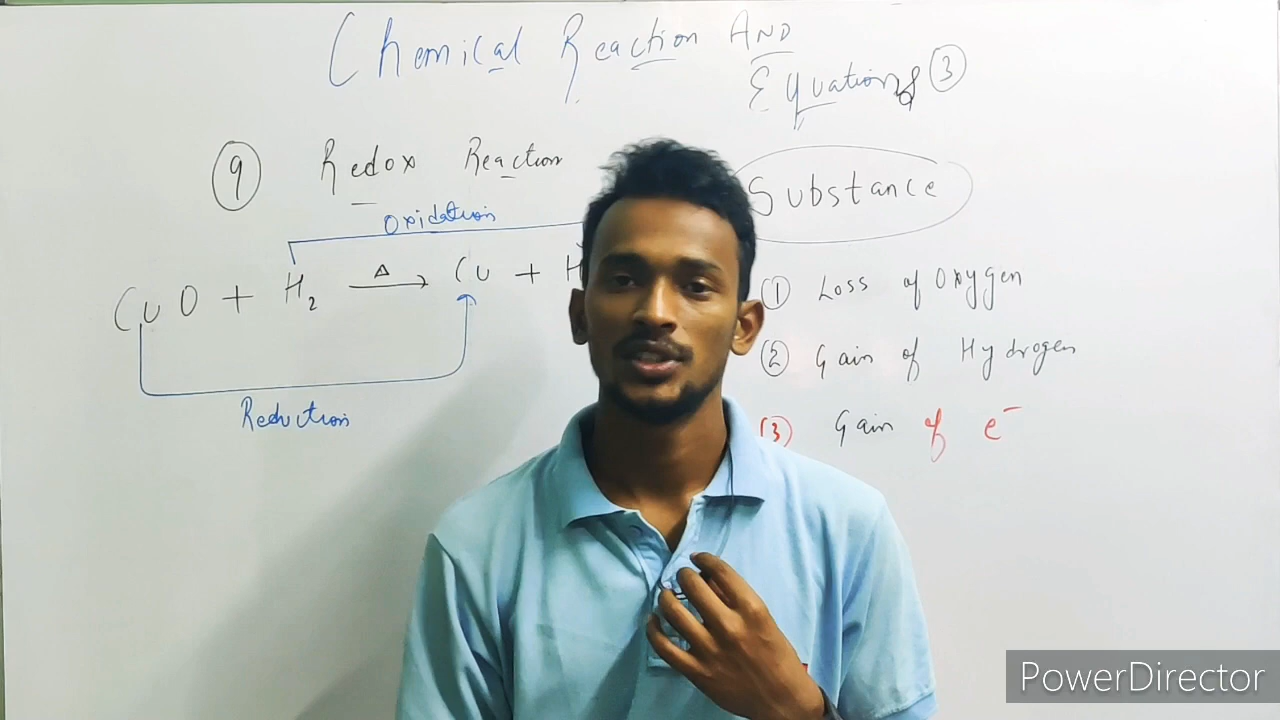 Chemical Reaction AND
Equations ③
⑨ Redox Reaction
Substance
Oxidation
CuO + H₂ —Δ→ Cu + H
Reduction
① Loss of Oxygen
② Gain of Hydrogen
③ Gain of e⁻
PowerDirector